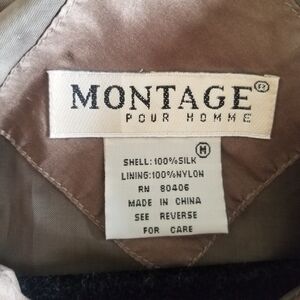 MONTAGE®
POUR HOMME
M
SHELL: 100% SILK
LINING: 100% NYLON
RN 80406
MADE IN CHINA
SEE REVERSE
FOR CARE